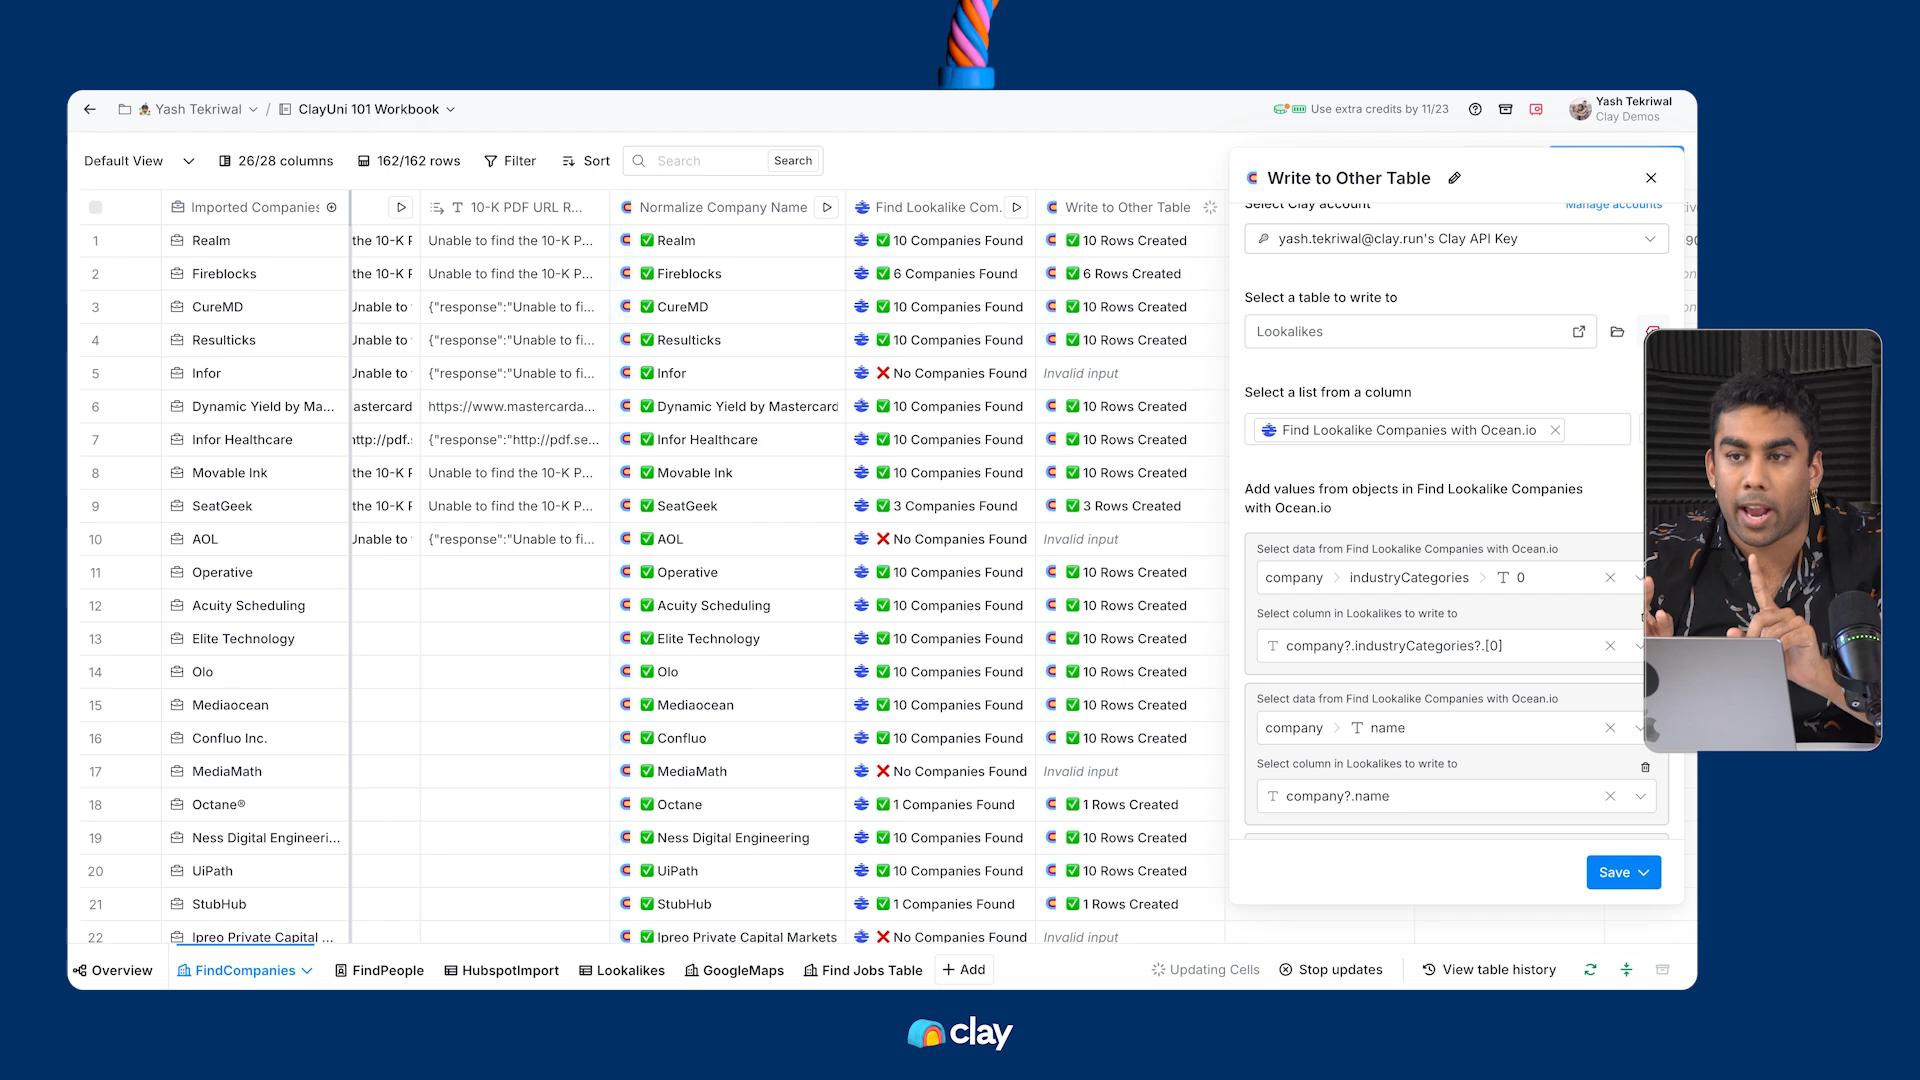 Yash Tekriwal / ClayUni 101 Workbook
Use extra credits by 11/23
Yash Tekriwal
Clay Demos
Default View 26/28 columns 162/162 rows Filter Sort Search Search
Imported Companies 10-K PDF URL R... Normalize Company Name Find Lookalike Com. Write to Other Table
1 Realm the 10-K F Unable to find the 10-K P... Realm 10 Companies Found 10 Rows Created
2 Fireblocks the 10-K F Unable to find the 10-K P... Fireblocks 6 Companies Found 6 Rows Created
3 CureMD Unable to {"response":"Unable to fi... CureMD 10 Companies Found 10 Rows Created
4 Resulticks Unable to {"response":"Unable to fi... Resulticks 10 Companies Found 10 Rows Created
5 Infor Unable to {"response":"Unable to fi... Infor No Companies Found Invalid input
6 Dynamic Yield by Ma... astercard https://www.mastercarda... Dynamic Yield by Mastercard 10 Companies Found 10 Rows Created
7 Infor Healthcare http://pdf. {"response":"http://pdf.se... Infor Healthcare 10 Companies Found 10 Rows Created
8 Movable Ink the 10-K F Unable to find the 10-K P... Movable Ink 10 Companies Found 10 Rows Created
9 SeatGeek the 10-K F Unable to find the 10-K P... SeatGeek 3 Companies Found 3 Rows Created
10 AOL Unable to {"response":"Unable to fi... AOL No Companies Found Invalid input
11 Operative Operative 10 Companies Found 10 Rows Created
12 Acuity Scheduling Acuity Scheduling 10 Companies Found 10 Rows Created
13 Elite Technology Elite Technology 10 Companies Found 10 Rows Created
14 Olo Olo 10 Companies Found 10 Rows Created
15 Mediaocean Mediaocean 10 Companies Found 10 Rows Created
16 Confluo Inc. Confluo 10 Companies Found 10 Rows Created
17 MediaMath MediaMath No Companies Found Invalid input
18 Octane® Octane 1 Companies Found 1 Rows Created
19 Ness Digital Engineeri... Ness Digital Engineering 10 Companies Found 10 Rows Created
20 UiPath UiPath 10 Companies Found 10 Rows Created
21 StubHub StubHub 1 Companies Found 1 Rows Created
22 Ipreo Private Capital ... Ipreo Private Capital Markets No Companies Found Invalid input
Write to Other Table
Select Clay account Manage accounts
yash.tekriwal@clay.run's Clay API Key
Select a table to write to
Lookalikes
Select a list from a column
Find Lookalike Companies with Ocean.io
Add values from objects in Find Lookalike Companies
with Ocean.io
Select data from Find Lookalike Companies with Ocean.io
company > industryCategories > T 0
Select column in Lookalikes to write to
T company?.industryCategories?.[0]
Select data from Find Lookalike Companies with Ocean.io
company > T name
Select column in Lookalikes to write to
T company?.name
Save
Overview FindCompanies FindPeople HubspotImport Lookalikes GoogleMaps Find Jobs Table + Add Updating Cells Stop updates View table history
clay